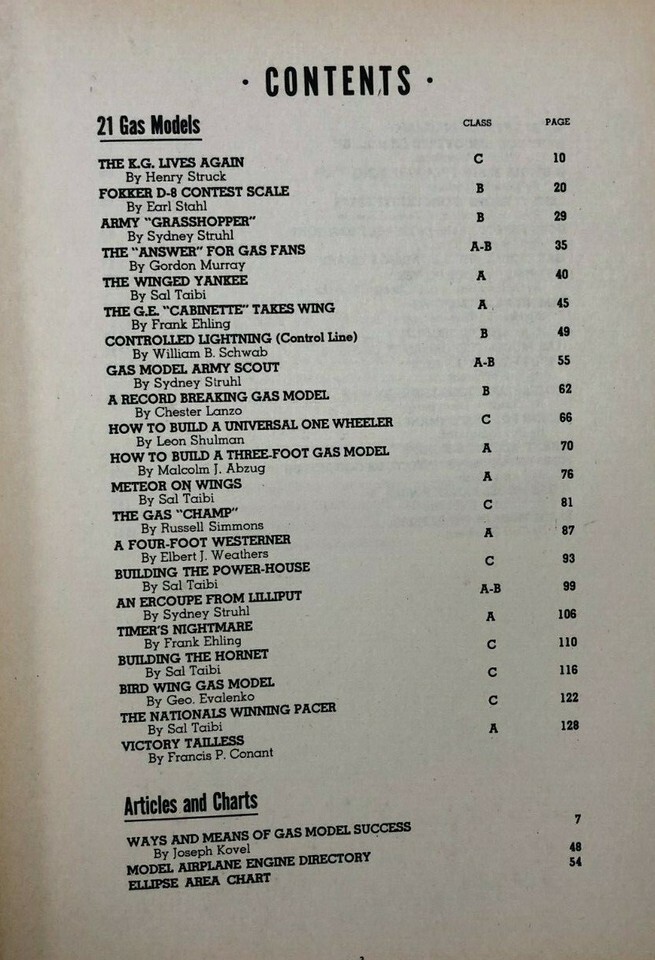 · CONTENTS ·
21 Gas Models CLASS PAGE
THE K.G. LIVES AGAIN C 10
By Henry Struck
FOKKER D-8 CONTEST SCALE B 20
By Earl Stahl
ARMY "GRASSHOPPER" B 29
By Sydney Struhl
THE "ANSWER" FOR GAS FANS A-B 35
By Gordon Murray
THE WINGED YANKEE A 40
By Sal Taibi
THE G.E. "CABINETTE" TAKES WING A 45
By Frank Ehling
CONTROLLED LIGHTNING (Control Line) B 49
By William B. Schwab
GAS MODEL ARMY SCOUT A-B 55
By Sydney Struhl
A RECORD BREAKING GAS MODEL B 62
By Chester Lanzo
HOW TO BUILD A UNIVERSAL ONE WHEELER C 66
By Leon Shulman
HOW TO BUILD A THREE-FOOT GAS MODEL A 70
By Malcolm J. Abzug
METEOR ON WINGS A 76
By Sal Taibi
THE GAS "CHAMP" C 81
By Russell Simmons
A FOUR-FOOT WESTERNER A 87
By Elbert J. Weathers
BUILDING THE POWER-HOUSE C 93
By Sal Taibi
AN ERCOUPE FROM LILLIPUT A-B 99
By Sydney Struhl
TIMER'S NIGHTMARE A 106
By Frank Ehling
BUILDING THE HORNET C 110
By Sal Taibi
BIRD WING GAS MODEL C 116
By Geo. Evalenko
THE NATIONALS WINNING PACER C 122
By Sal Taibi
VICTORY TAILLESS A 128
By Francis P. Conant
Articles and Charts
WAYS AND MEANS OF GAS MODEL SUCCESS 7
By Joseph Kovel
MODEL AIRPLANE ENGINE DIRECTORY 48
ELLIPSE AREA CHART 54